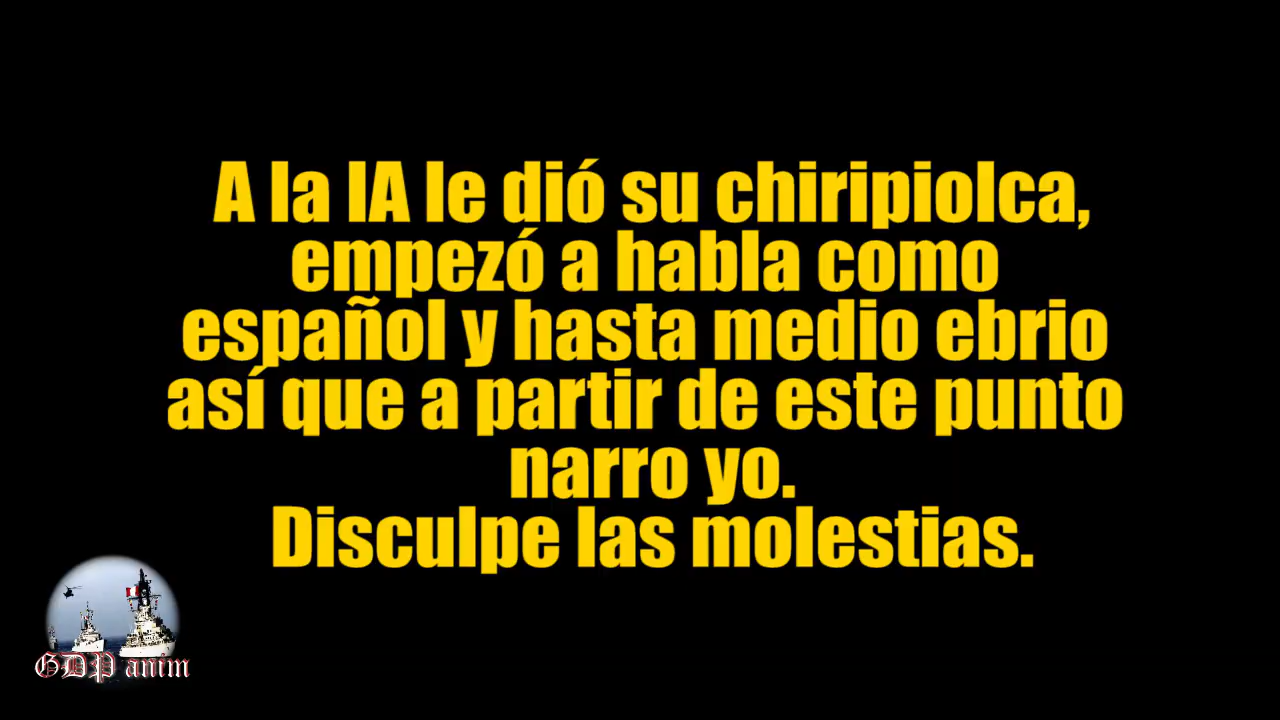 A la IA le dió su chiripiolca,
empezó a habla como
español y hasta medio ebrio
así que a partir de este punto
narro yo.
Disculpe las molestias.
GDP anim